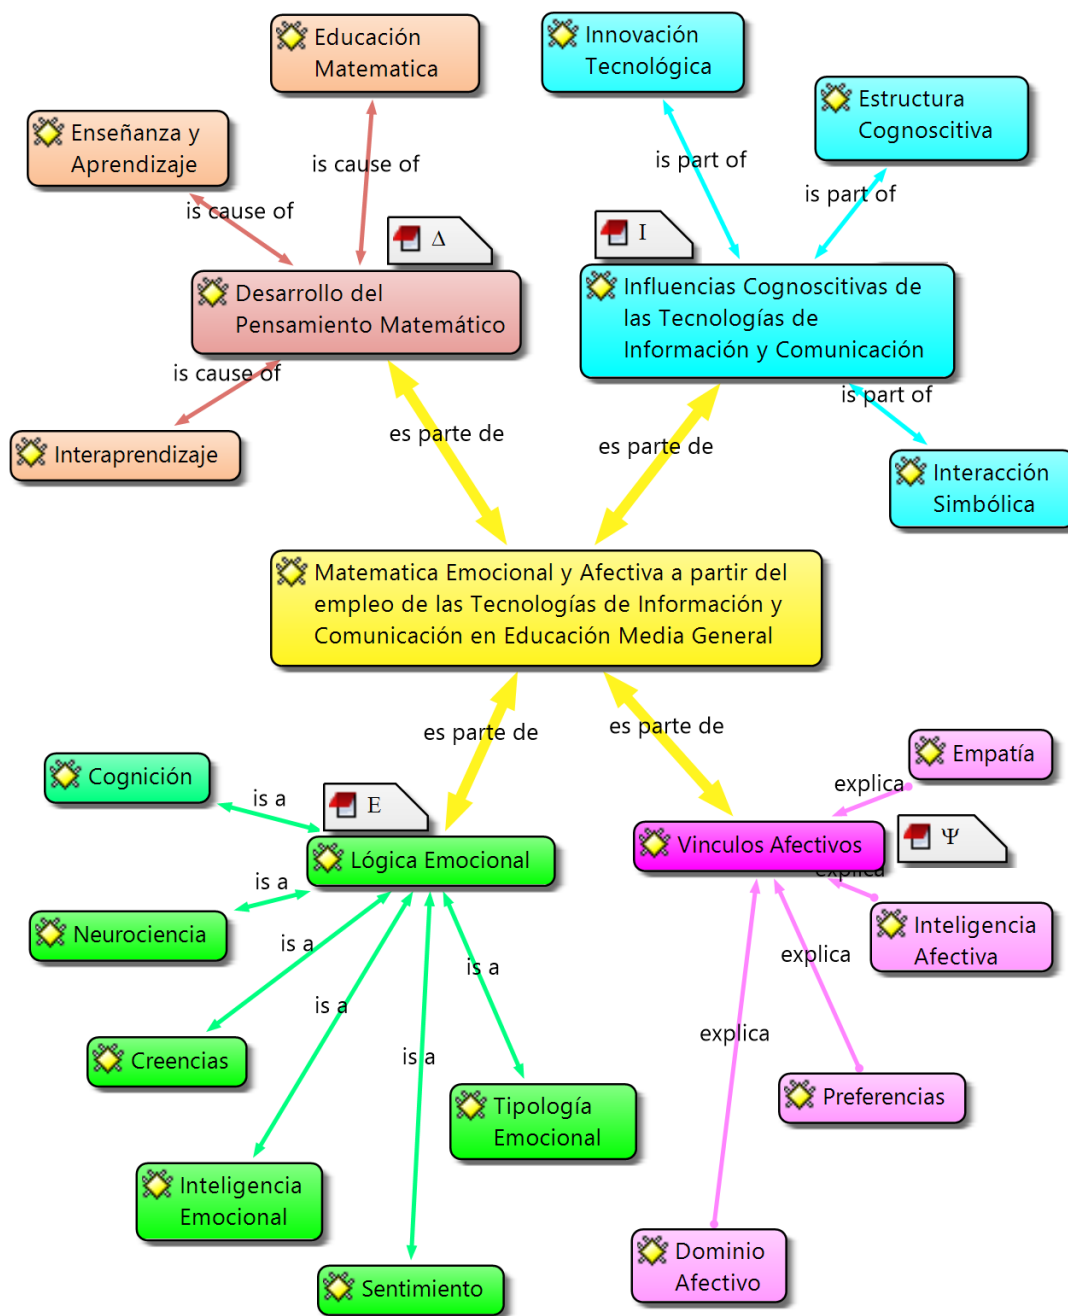 Educación
Matematica
Innovación
Tecnológica
Estructura
Cognoscitiva
Enseñanza y
Aprendizaje
is cause of
is part of
is part of
is cause of
Δ
I
Desarrollo del
Pensamiento Matemático
Influencias Cognoscitivas de
las Tecnologías de
Información y Comunicación
is cause of
is part of
Interaprendizaje
es parte de
es parte de
Interacción
Simbólica
Matematica Emocional y Afectiva a partir del
empleo de las Tecnologías de Información y
Comunicación en Educación Media General
es parte de
es parte de
Cognición
is a
E
Lógica Emocional
is a
Neurociencia
is a
is a
is a
is a
Creencias
Tipología
Emocional
Inteligencia
Emocional
Sentimiento
Empatía
explica
Vinculos Afectivos
Ψ
explica
Inteligencia
Afectiva
explica
explica
Preferencias
Dominio
Afectivo